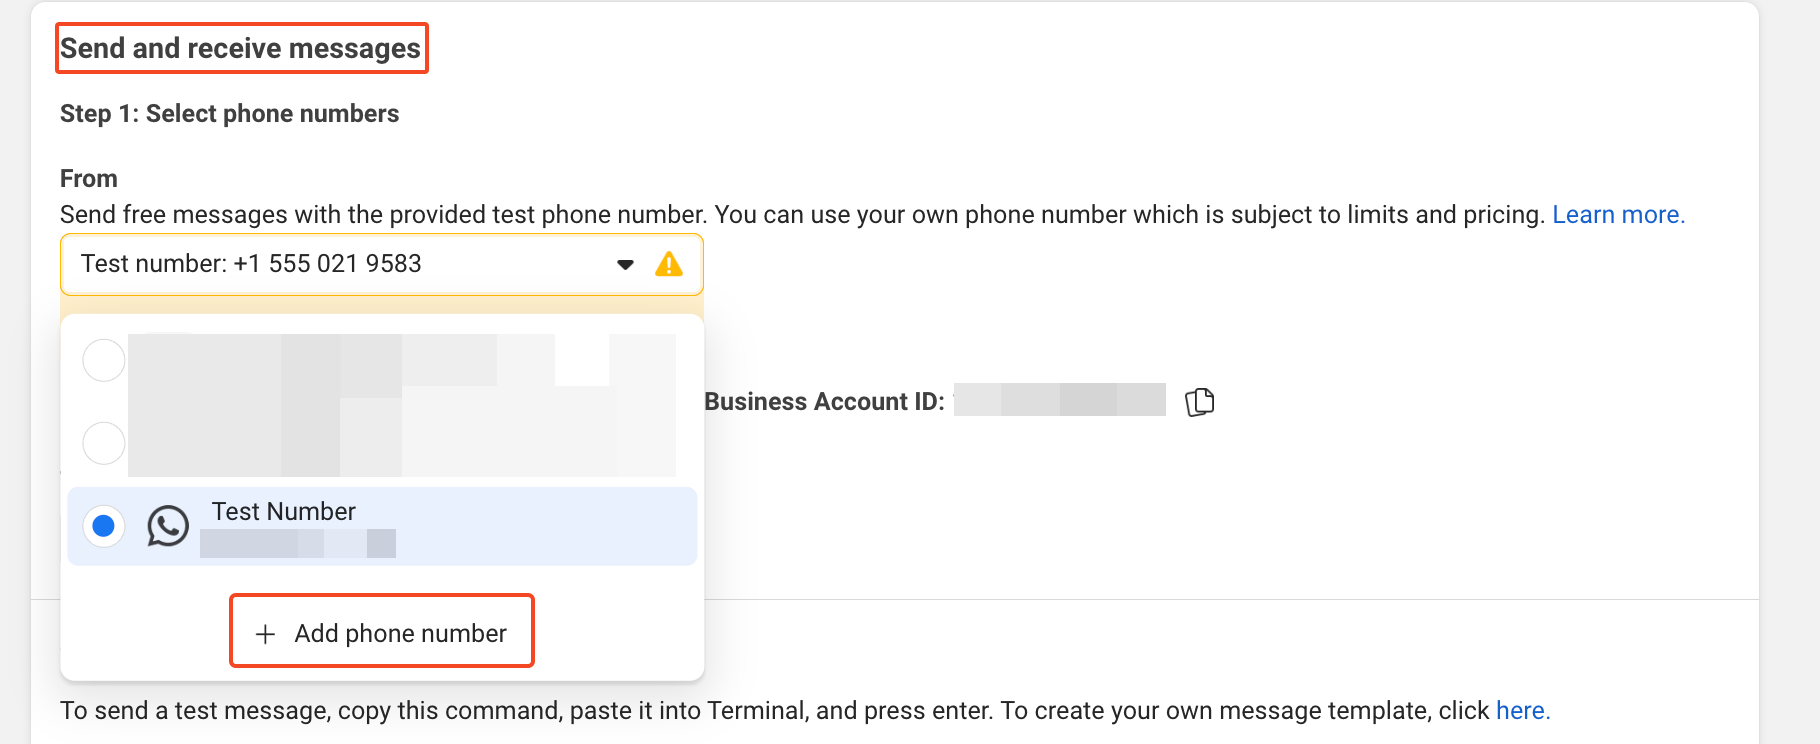 Send and receive messages
Step 1: Select phone numbers
From
Send free messages with the provided test phone number. You can use your own phone number which is subject to limits and pricing. Learn more.
Test number: +1 555 021 9583
Business Account ID:
Test Number
+ Add phone number
To send a test message, copy this command, paste it into Terminal, and press enter. To create your own message template, click here.